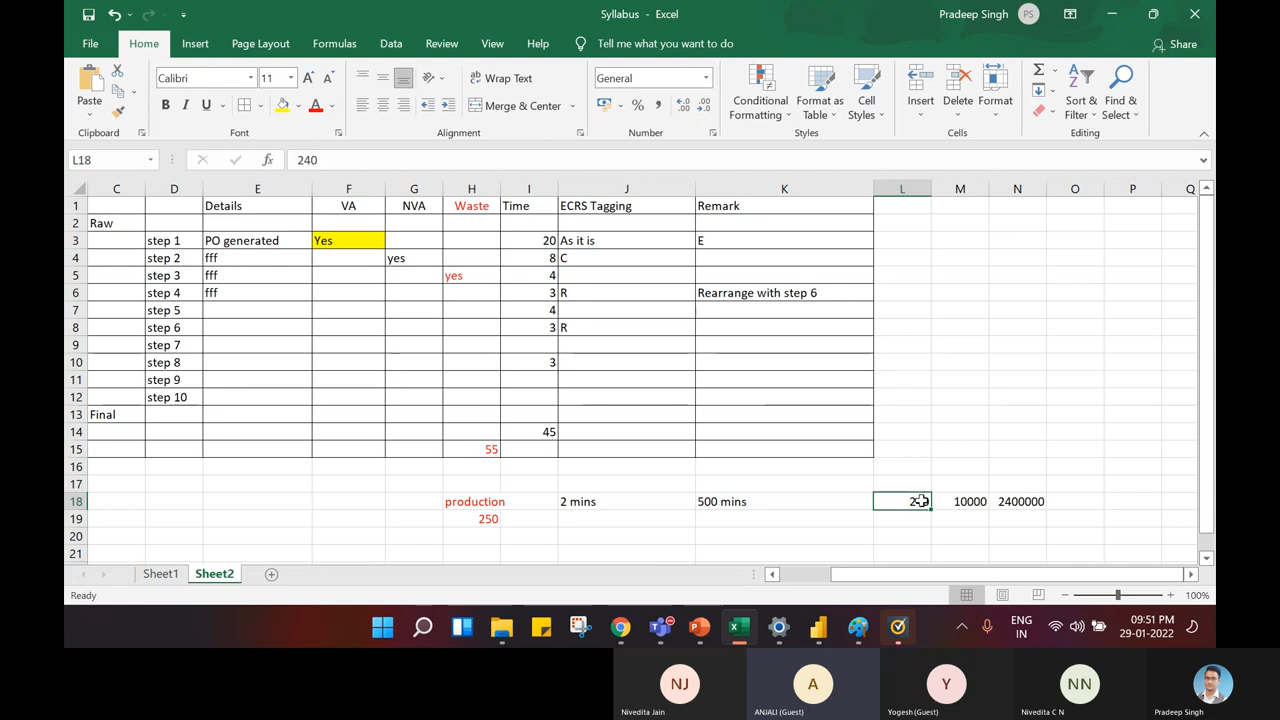 Syllabus - Excel
Pradeep Singh PS
File Home Insert Page Layout Formulas Data Review View Help Tell me what you want to do Share
Paste Calibri 11 Wrap Text General Conditional Formatting Format as Table Cell Styles Insert Delete Format Sort & Filter Find & Select
Merge & Center
Clipboard Font Alignment Number Styles Cells Editing
L18 240
C D E F G H I J K L M N O P Q
1 Details VA NVA Waste Time ECRS Tagging Remark
2 Raw
3 step 1 PO generated Yes 20 As it is E
4 step 2 fff yes 8 C
5 step 3 fff yes 4
6 step 4 fff 3 R Rearrange with step 6
7 step 5 4
8 step 6 3 R
9 step 7
10 step 8 3
11 step 9
12 step 10
13 Final
14 45
15 55
16
17
18 production 2 mins 500 mins 10000 2400000
19 250
20
21
Sheet1 Sheet2
Ready 100%
ENG IN
09:51 PM
29-01-2022
NJ A Y NN
Nivedita Jain ANJALI (Guest) Yogesh (Guest) Nivedita C N Pradeep Singh